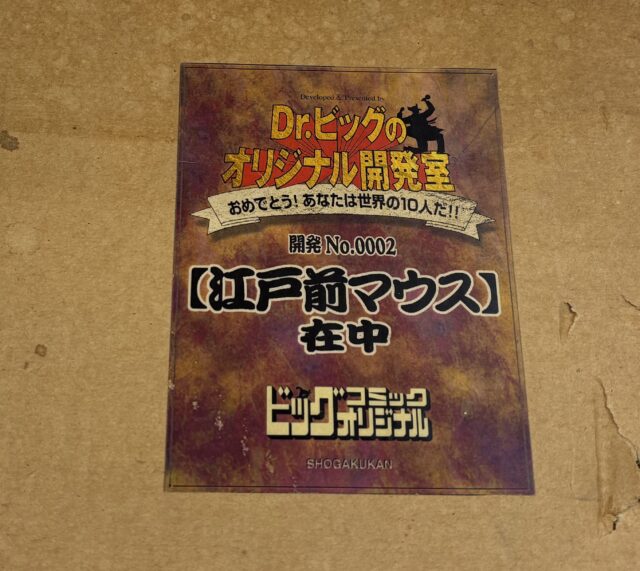 Developed & Presented by
Dr.ビッグの
オリジナル開発室
おめでとう！あなたは世界の10人だ!!
開発 No.0002
【江戸前マウス】
在中
ビッグコミック
オリジナル
SHOGAKUKAN